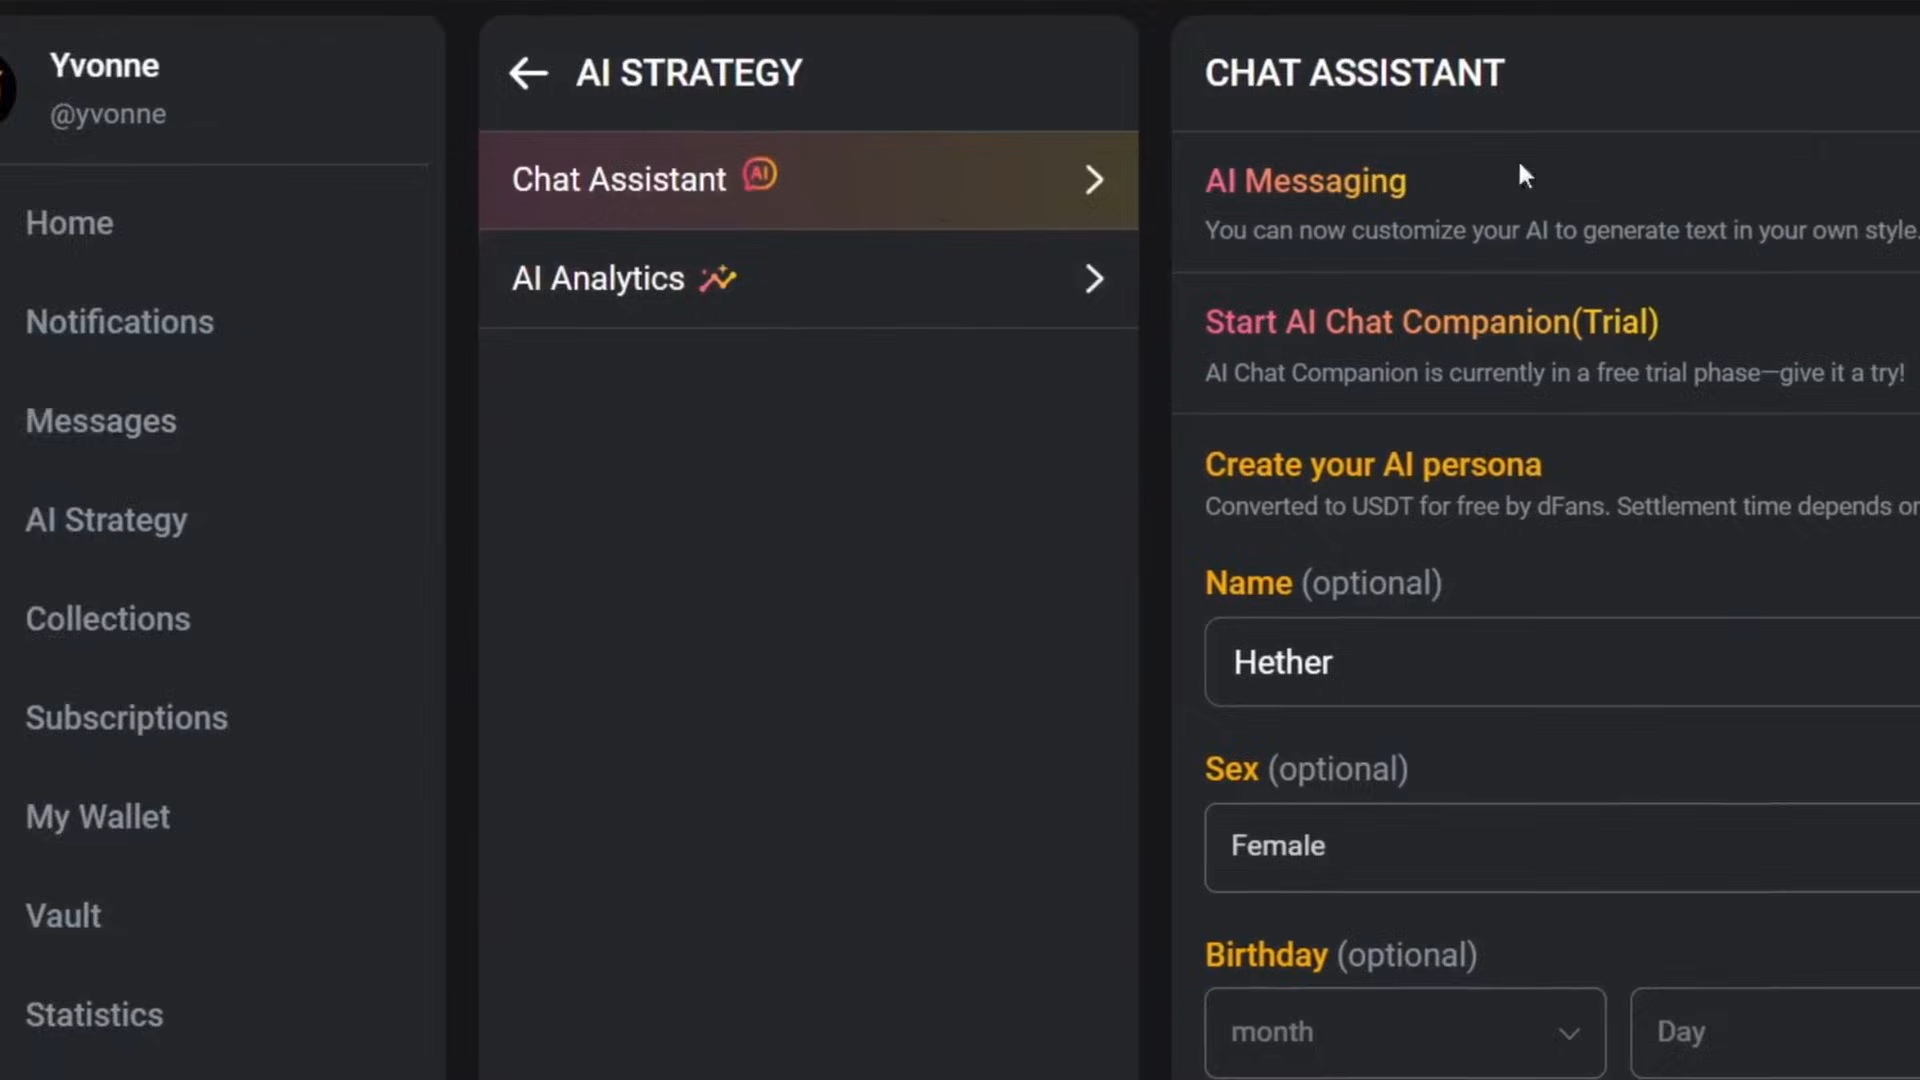 Yvonne
@yvonne
Home
Notifications
Messages
AI Strategy
Collections
Subscriptions
My Wallet
Vault
Statistics
AI STRATEGY
Chat Assistant AI
AI Analytics
CHAT ASSISTANT
AI Messaging
You can now customize your AI to generate text in your own style.
Start AI Chat Companion(Trial)
AI Chat Companion is currently in a free trial phase—give it a try!
Create your AI persona
Converted to USDT for free by dFans. Settlement time depends on
Name (optional)
Hether
Sex (optional)
Female
Birthday (optional)
month
Day